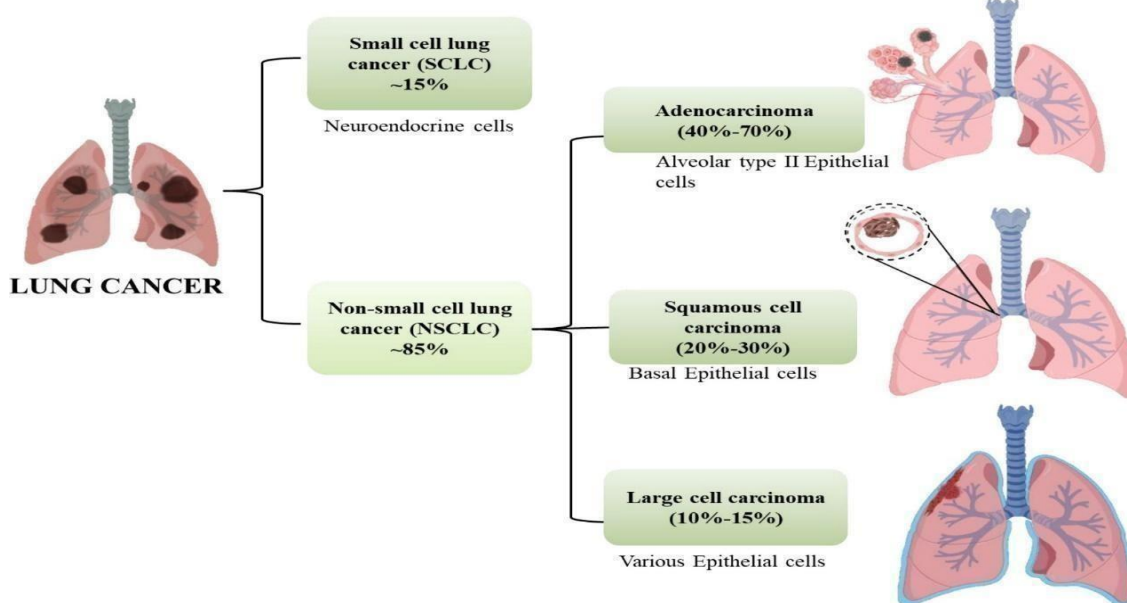 LUNG CANCER
Small cell lung
cancer (SCLC)
~15%
Neuroendocrine cells
Non-small cell lung
cancer (NSCLC)
~85%
Adenocarcinoma
(40%-70%)
Alveolar type II Epithelial
cells
Squamous cell
carcinoma
(20%-30%)
Basal Epithelial cells
Large cell carcinoma
(10%-15%)
Various Epithelial cells